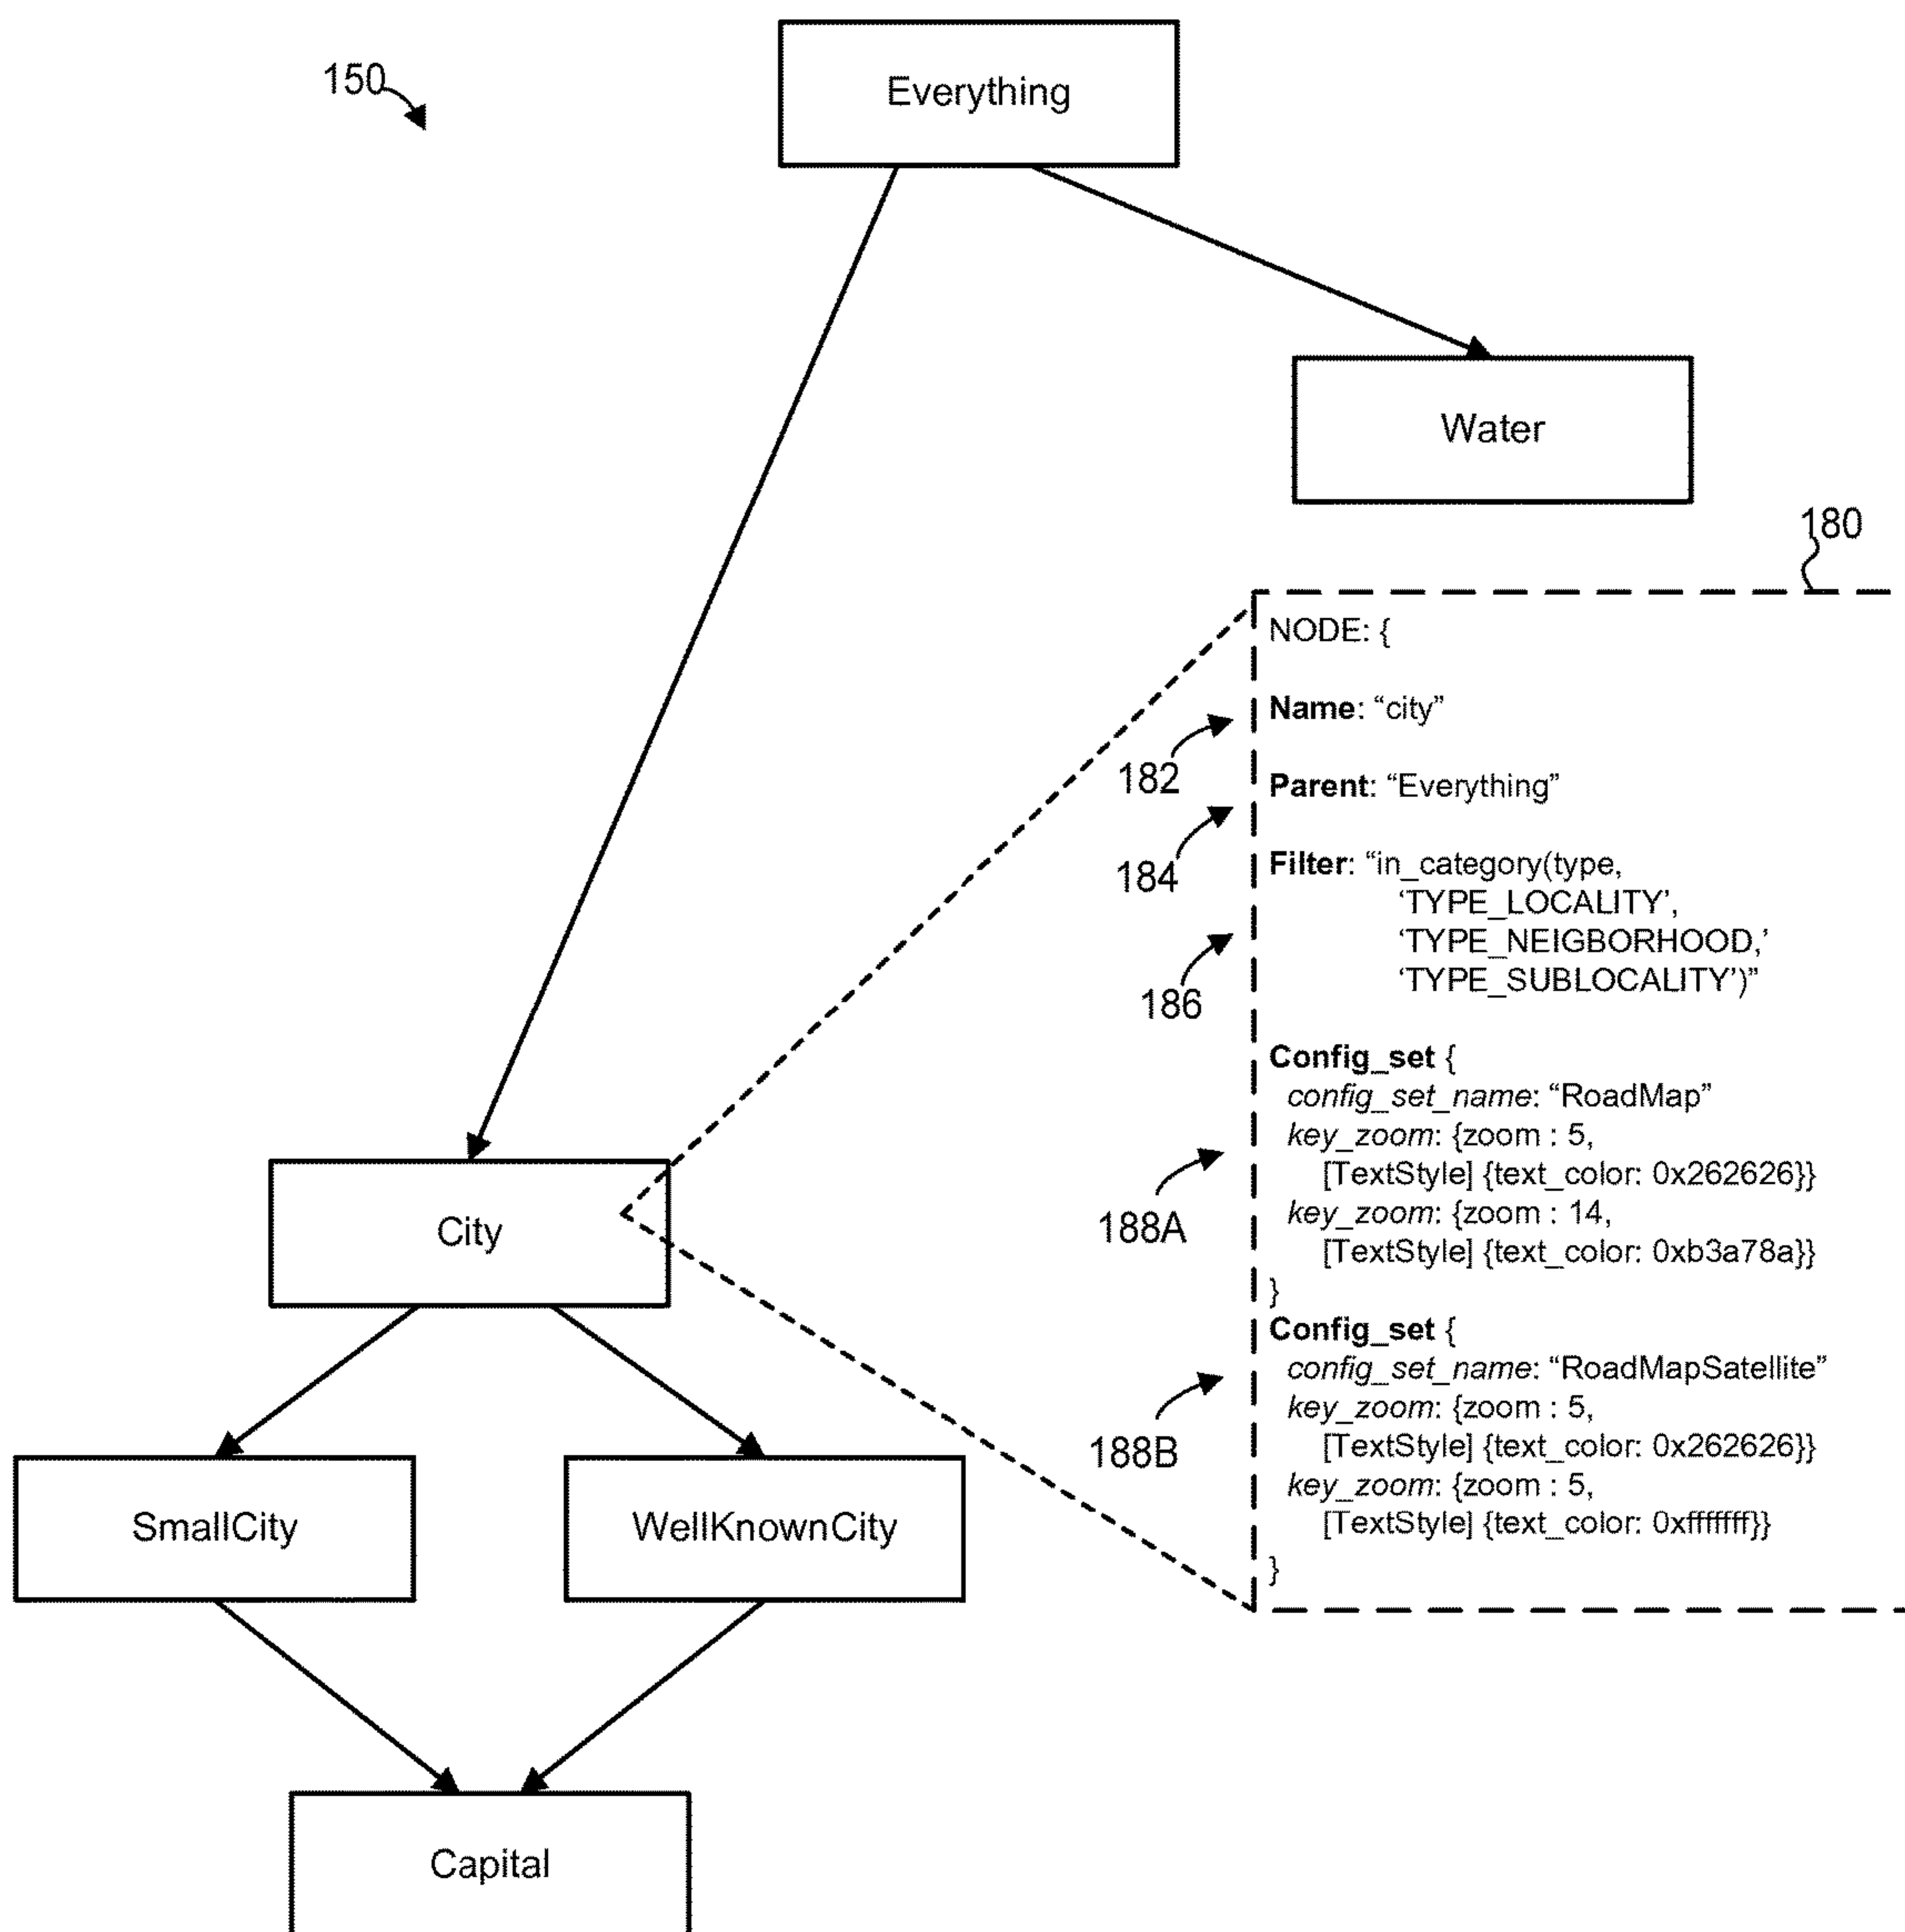 150
Everything
Water
180
NODE: {
Name: “city”
182
Parent: “Everything”
184
Filter: “in_category(type,
‘TYPE_LOCALITY’,
‘TYPE_NEIGBORHOOD,’
‘TYPE_SUBLOCALITY’)”
186
Config_set {
config_set_name: “RoadMap”
key_zoom: {zoom : 5,
[TextStyle] {text_color: 0x262626}}
key_zoom: {zoom : 14,
[TextStyle] {text_color: 0xb3a78a}}
}
188A
Config_set {
config_set_name: “RoadMapSatellite”
key_zoom: {zoom : 5,
[TextStyle] {text_color: 0x262626}}
key_zoom: {zoom : 5,
[TextStyle] {text_color: 0xfffffff}}
}
188B
City
SmallCity
WellKnownCity
Capital